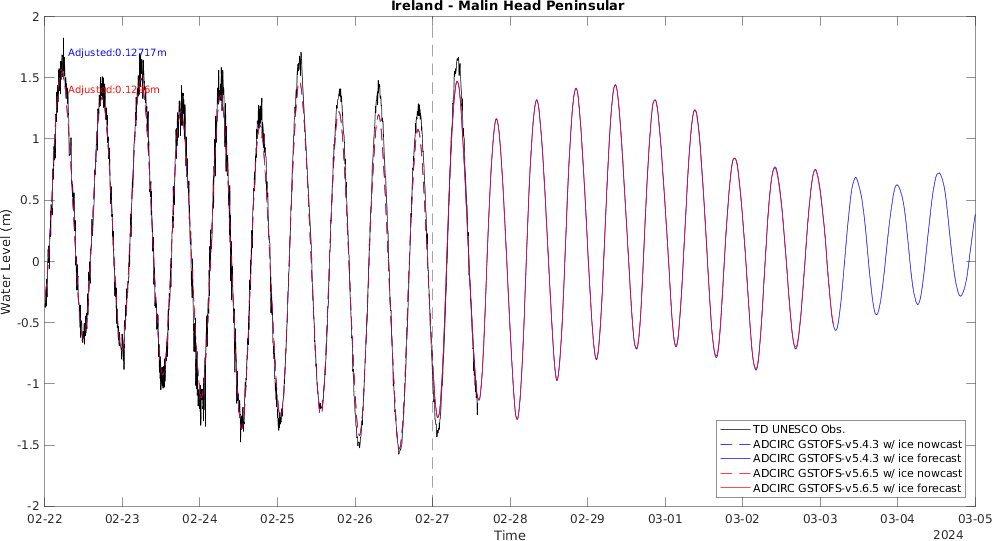 Ireland - Malin Head Peninsular
Water Level (m)
2
1.5
1
0.5
0
-0.5
-1
-1.5
-2
Adjusted:0.12717m
TD UNESCO Obs.
ADCIRC GSTOFS-v5.4.3 w/ ice nowcast
ADCIRC GSTOFS-v5.4.3 w/ ice forecast
ADCIRC GSTOFS-v5.6.5 w/ ice nowcast
ADCIRC GSTOFS-v5.6.5 w/ ice forecast
02-22 02-23 02-24 02-25 02-26 02-27 02-28 02-29 03-01 03-02 03-03 03-04 03-05
Time
2024